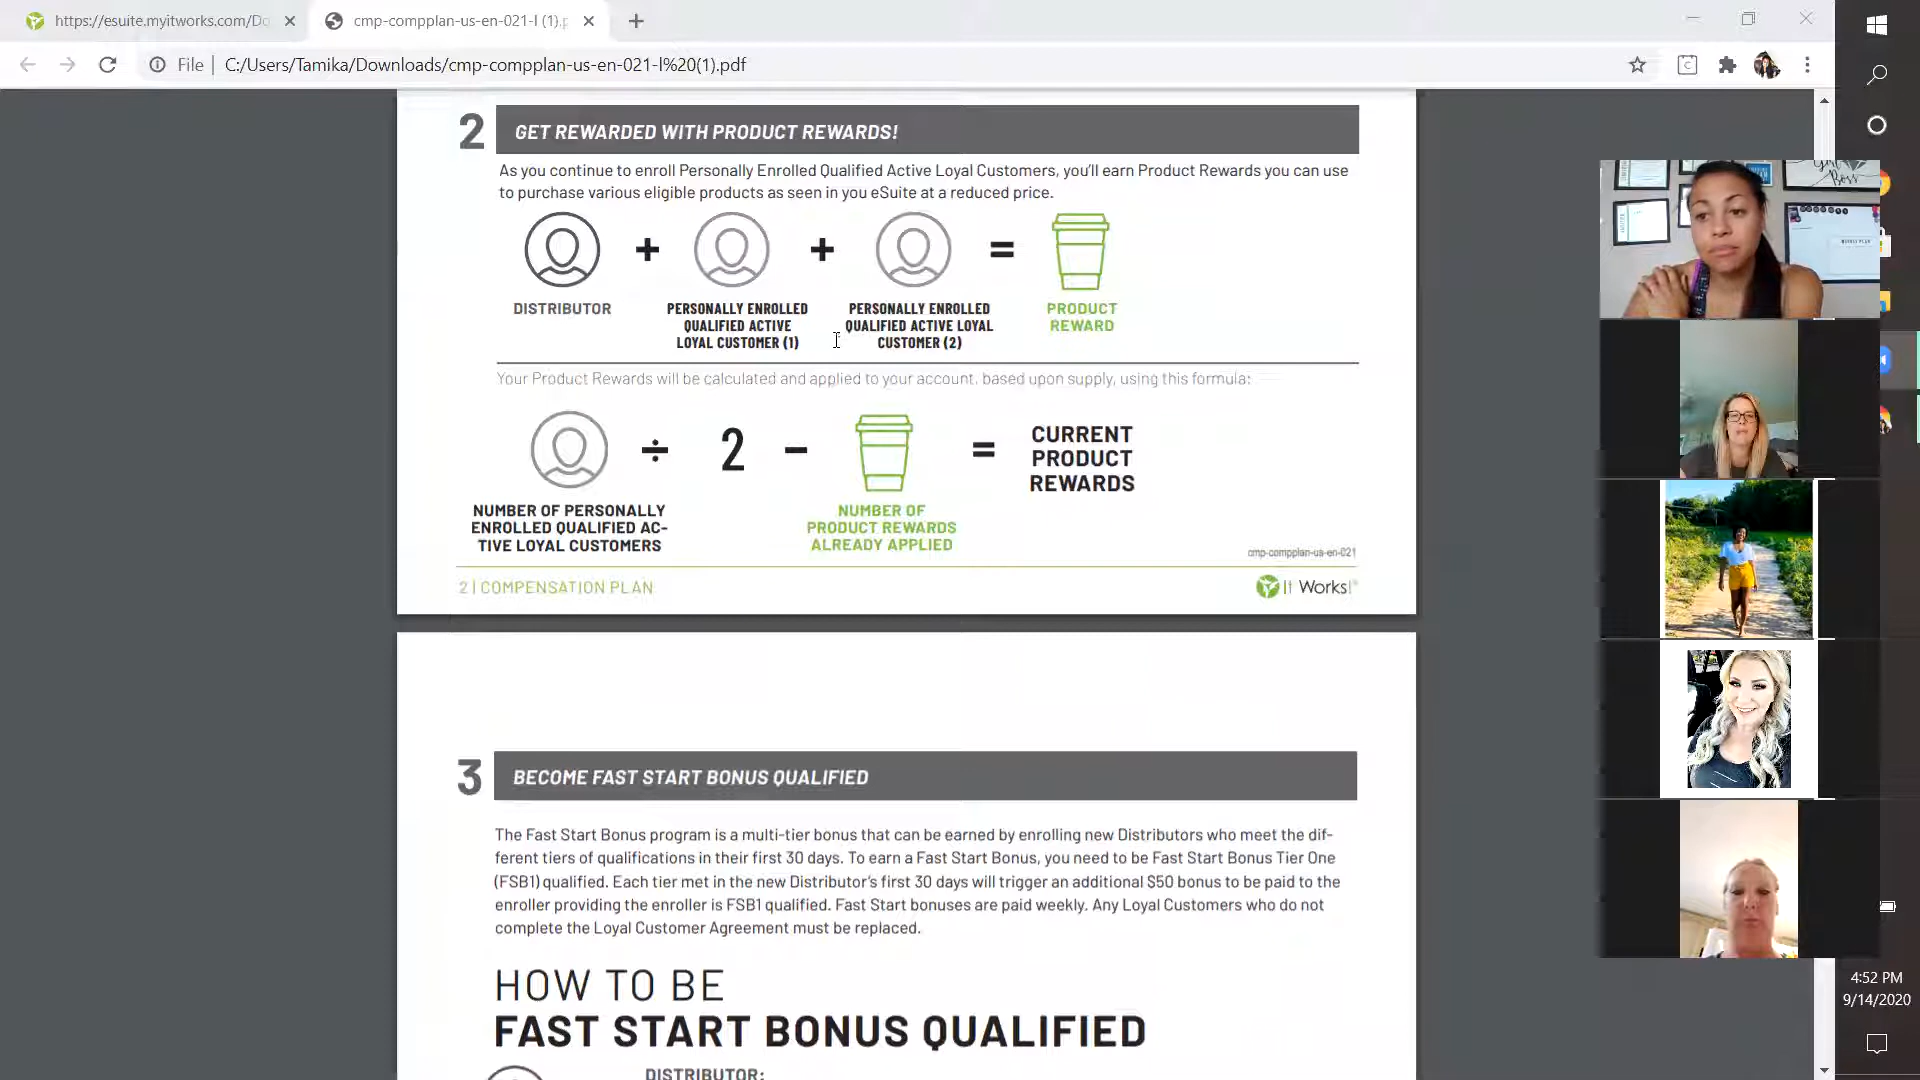 https://esuite.myitworks.com/Do
cmp-compplan-us-en-021-l (1).p
File
C:/Users/Tamika/Downloads/cmp-compplan-us-en-021-l%20(1).pdf
2
GET REWARDED WITH PRODUCT REWARDS!
As you continue to enroll Personally Enrolled Qualified Active Loyal Customers, you'll earn Product Rewards you can use
to purchase various eligible products as seen in you eSuite at a reduced price.
+ + =
DISTRIBUTOR
PERSONALLY ENROLLED
QUALIFIED ACTIVE
LOYAL CUSTOMER (1)
PERSONALLY ENROLLED
QUALIFIED ACTIVE LOYAL
CUSTOMER (2)
PRODUCT
REWARD
Your Product Rewards will be calculated and applied to your account, based upon supply, using this formula:
÷ 2 - =
CURRENT
PRODUCT
REWARDS
NUMBER OF PERSONALLY
ENROLLED QUALIFIED AC-
TIVE LOYAL CUSTOMERS
NUMBER OF
PRODUCT REWARDS
ALREADY APPLIED
cmp-compplan-us-en-021
2 | COMPENSATION PLAN
It Works!®
3
BECOME FAST START BONUS QUALIFIED
The Fast Start Bonus program is a multi-tier bonus that can be earned by enrolling new Distributors who meet the dif-
ferent tiers of qualifications in their first 30 days. To earn a Fast Start Bonus, you need to be Fast Start Bonus Tier One
(FSB1) qualified. Each tier met in the new Distributor's first 30 days will trigger an additional $50 bonus to be paid to the
enroller providing the enroller is FSB1 qualified. Fast Start bonuses are paid weekly. Any Loyal Customers who do not
complete the Loyal Customer Agreement must be replaced.
HOW TO BE
FAST START BONUS QUALIFIED
DISTRIBUTOR:
Boss
4:52 PM
9/14/2020